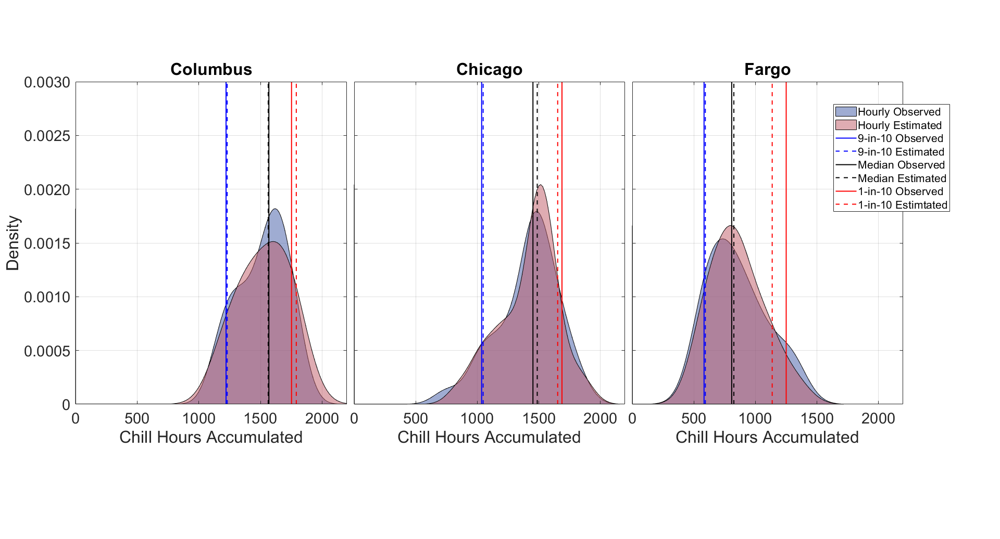 Columbus
Chicago
Fargo
0.0030
0.0025
0.0020
0.0015
0.0010
0.0005
0
Density
0 500 1000 1500 2000
0 500 1000 1500 2000
0 500 1000 1500 2000
Chill Hours Accumulated
Chill Hours Accumulated
Chill Hours Accumulated
Hourly Observed
Hourly Estimated
9-in-10 Observed
9-in-10 Estimated
Median Observed
Median Estimated
1-in-10 Observed
1-in-10 Estimtated